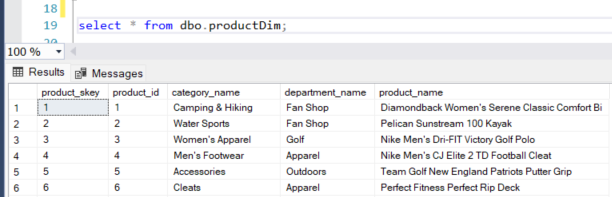 18
19 select * from dbo.productDim;
20
100 %
Results Messages
product_skey product_id category_name department_name product_name
1 1 1 Camping & Hiking Fan Shop Diamondback Women's Serene Classic Comfort Bi
2 2 2 Water Sports Fan Shop Pelican Sunstream 100 Kayak
3 3 3 Women's Apparel Golf Nike Men's Dri-FIT Victory Golf Polo
4 4 4 Men's Footwear Apparel Nike Men's CJ Elite 2 TD Football Cleat
5 5 5 Accessories Outdoors Team Golf New England Patriots Putter Grip
6 6 6 Cleats Apparel Perfect Fitness Perfect Rip Deck